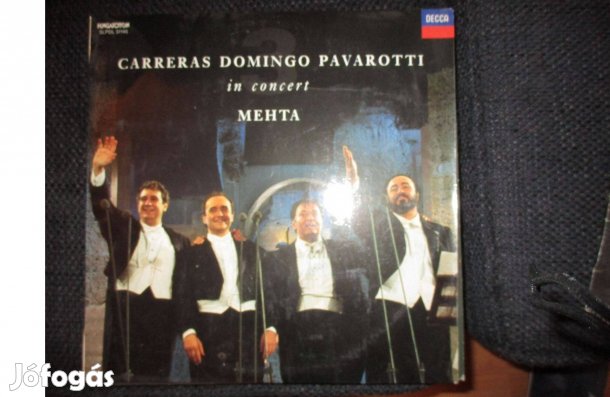 HUNGAROTON
DECCA
CARRERAS DOMINGO PAVAROTTI
in concert
MEHTA
Jófogás